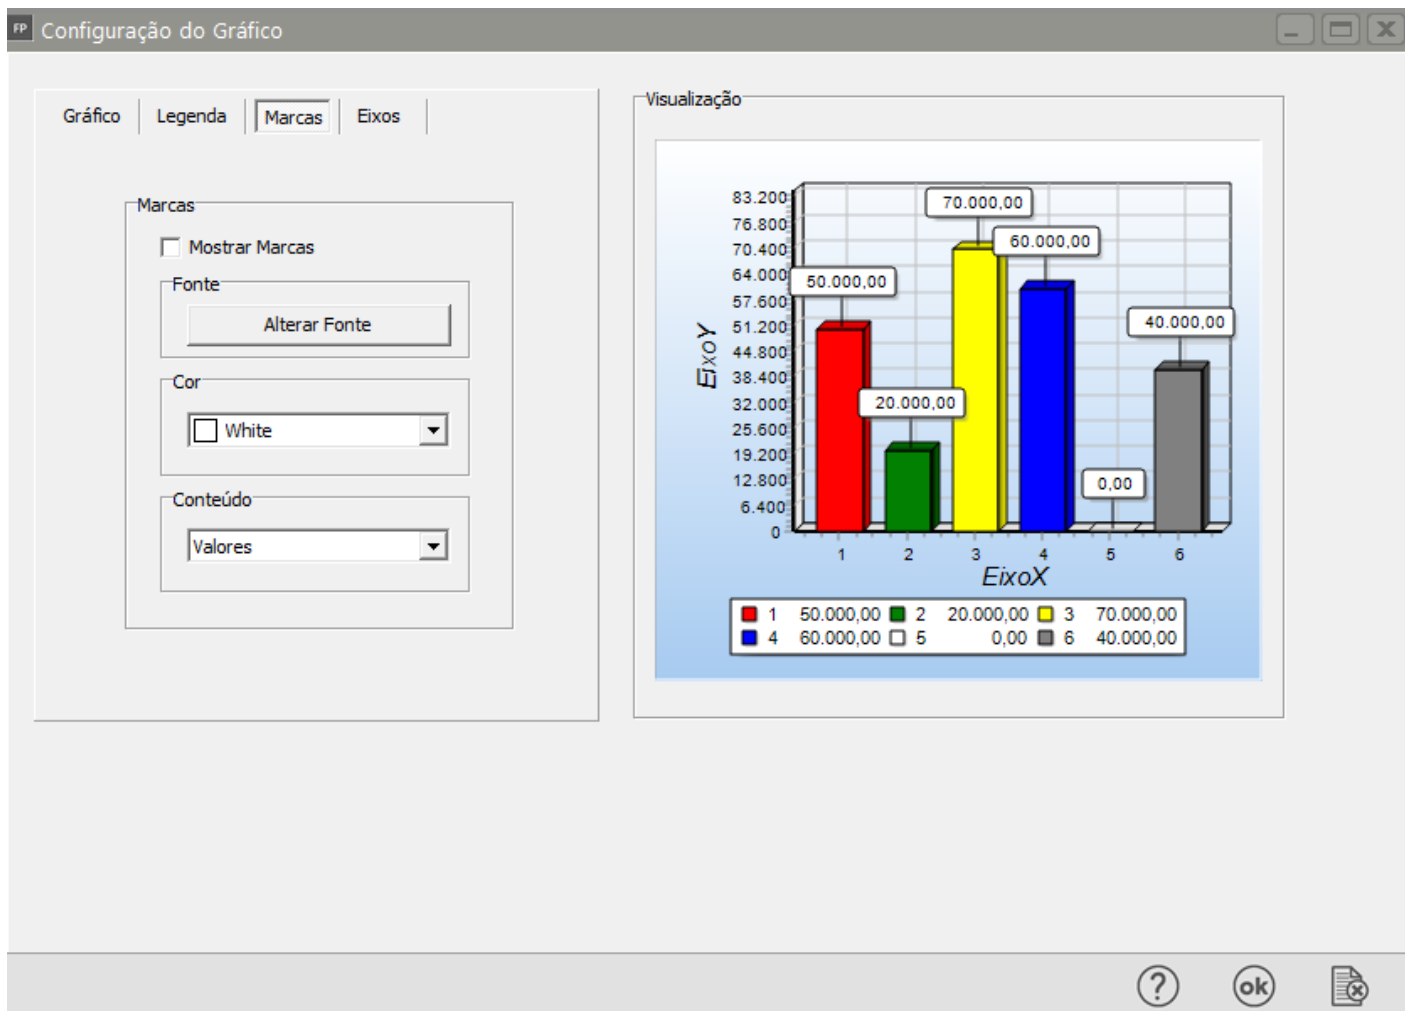 FP Configuração do Gráfico
Gráfico Legenda Marcas Eixos
Marcas
Mostrar Marcas
Fonte
Alterar Fonte
Cor
White
Conteúdo
Valores
Visualização
83.200
76.800
70.400
64.000
57.600
51.200
44.800
38.400
32.000
25.600
19.200
12.800
6.400
0
EixoY
50.000,00
20.000,00
70.000,00
60.000,00
0,00
40.000,00
1 2 3 4 5 6
EixoX
1 50.000,00 2 20.000,00 3 70.000,00
4 60.000,00 5 0,00 6 40.000,00
? ok